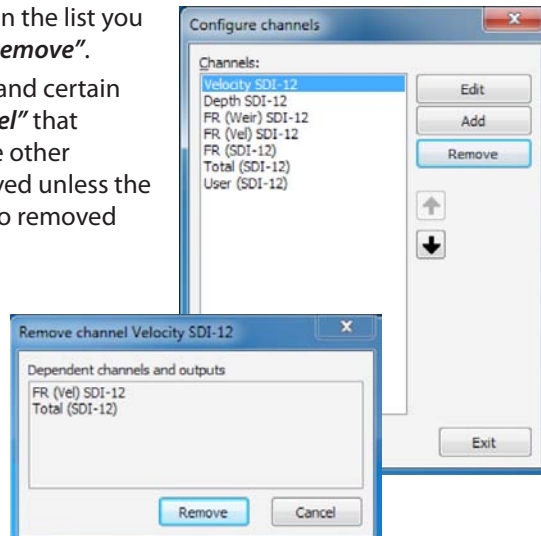 n the list you
emove”.
and certain
el” that
e other
ved unless the
o removed
Configure channels
Channels:
Velocity SDI-12
Depth SDI-12
FR (Weir) SDI-12
FR (Vel) SDI-12
FR (SDI-12)
Total (SDI-12)
User (SDI-12)
Edit
Add
Remove
Exit
Remove channel Velocity SDI-12
Dependent channels and outputs
FR (Vel) SDI-12
Total (SDI-12)
Remove
Cancel